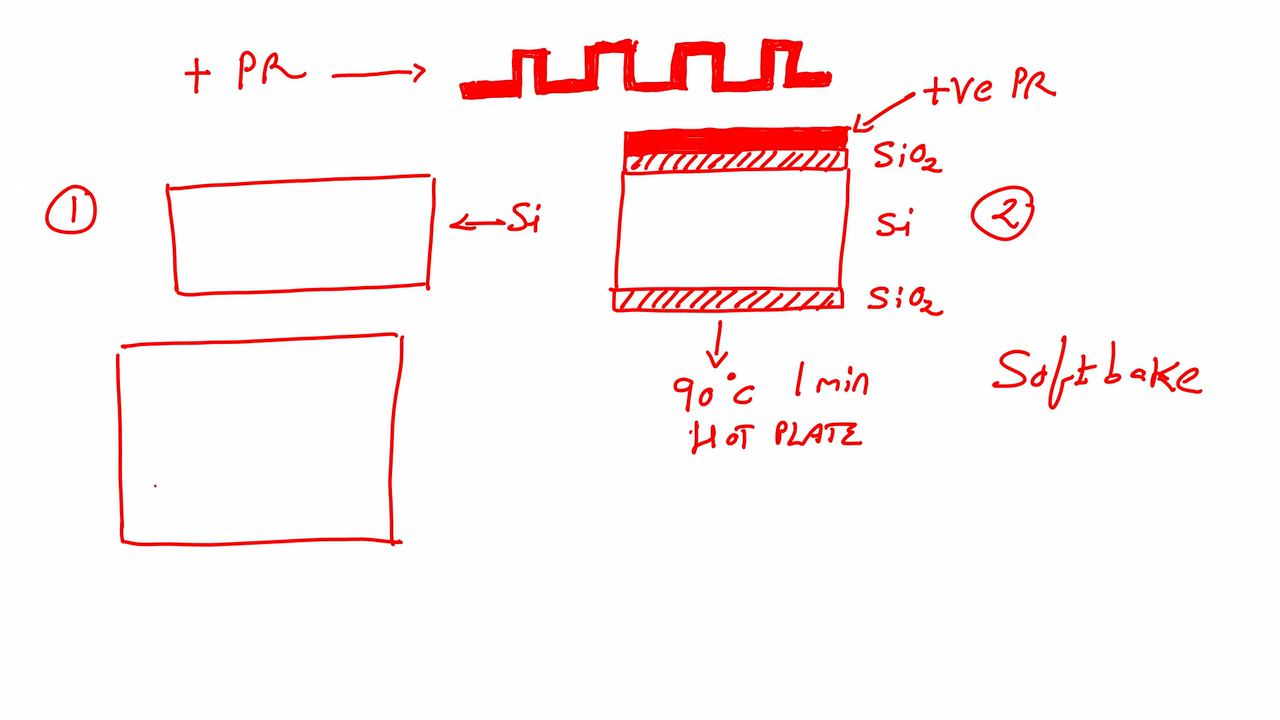 + PR →
+ve PR
SiO2
① ←Si
Si ②
SiO2
90°c 1 min
HOT PLATE
Softbake